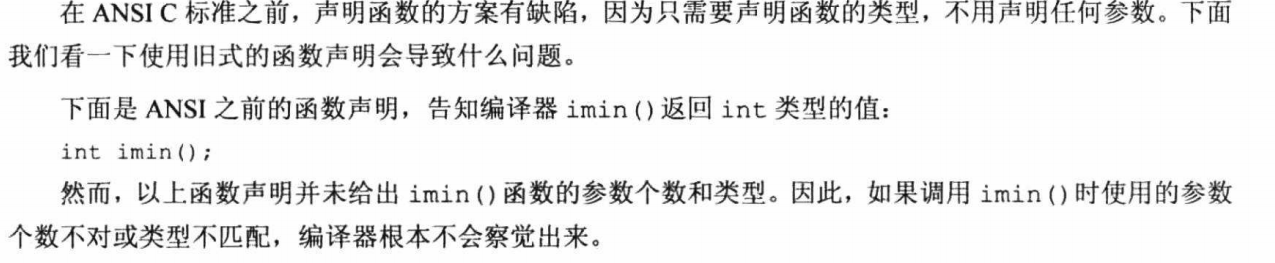 在 ANSI C 标准之前，声明函数的方案有缺陷，因为只需要声明函数的类型，不用声明任何参数。下面
我们看一下使用旧式的函数声明会导致什么问题。
下面是 ANSI 之前的函数声明，告知编译器 imin()返回 int 类型的值：
int imin();
然而，以上函数声明并未给出 imin()函数的参数个数和类型。因此，如果调用 imin()时使用的参数
个数不对或类型不匹配，编译器根本不会察觉出来。